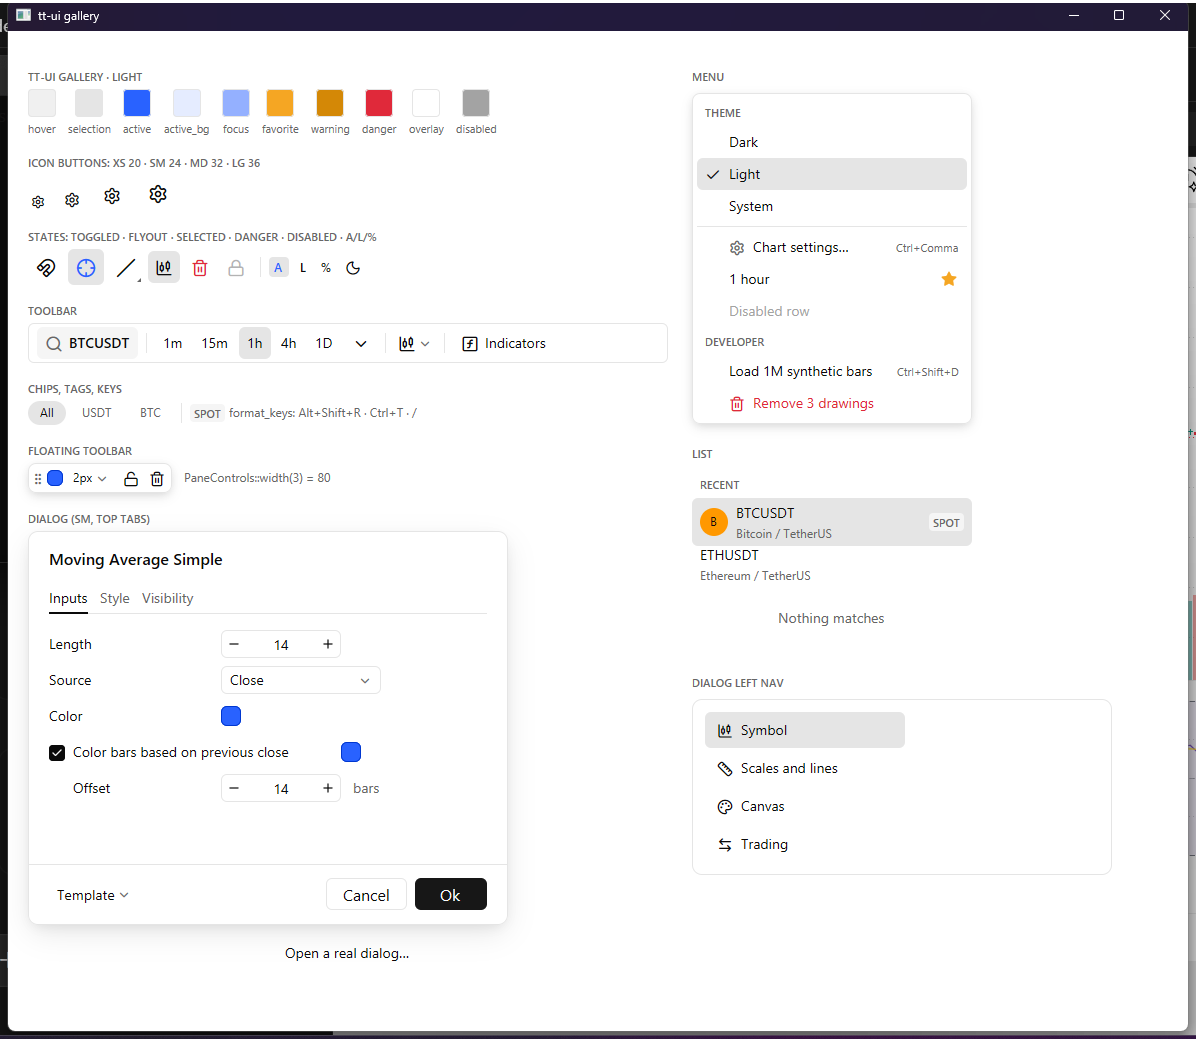 tt-ui gallery
TT-UI GALLERY · LIGHT
hover selection active active_bg focus favorite warning danger overlay disabled
ICON BUTTONS: XS 20 · SM 24 · MD 32 · LG 36
STATES: TOGGLED · FLYOUT · SELECTED · DANGER · DISABLED · A/L/%
A L %
TOOLBAR
BTCUSDT 1m 15m 1h 4h 1D Indicators
CHIPS, TAGS, KEYS
All USDT BTC SPOT format_keys: Alt+Shift+R · Ctrl+T · /
FLOATING TOOLBAR
2px PaneControls::width(3) = 80
DIALOG (SM, TOP TABS)
Moving Average Simple
Inputs Style Visibility
Length − 14 +
Source Close
Color
Color bars based on previous close
Offset − 14 + bars
Template Cancel Ok
Open a real dialog...
MENU
THEME
Dark
Light
System
Chart settings... Ctrl+Comma
1 hour
Disabled row
DEVELOPER
Load 1M synthetic bars Ctrl+Shift+D
Remove 3 drawings
LIST
RECENT
B BTCUSDT SPOT
Bitcoin / TetherUS
ETHUSDT
Ethereum / TetherUS
Nothing matches
DIALOG LEFT NAV
Symbol
Scales and lines
Canvas
Trading